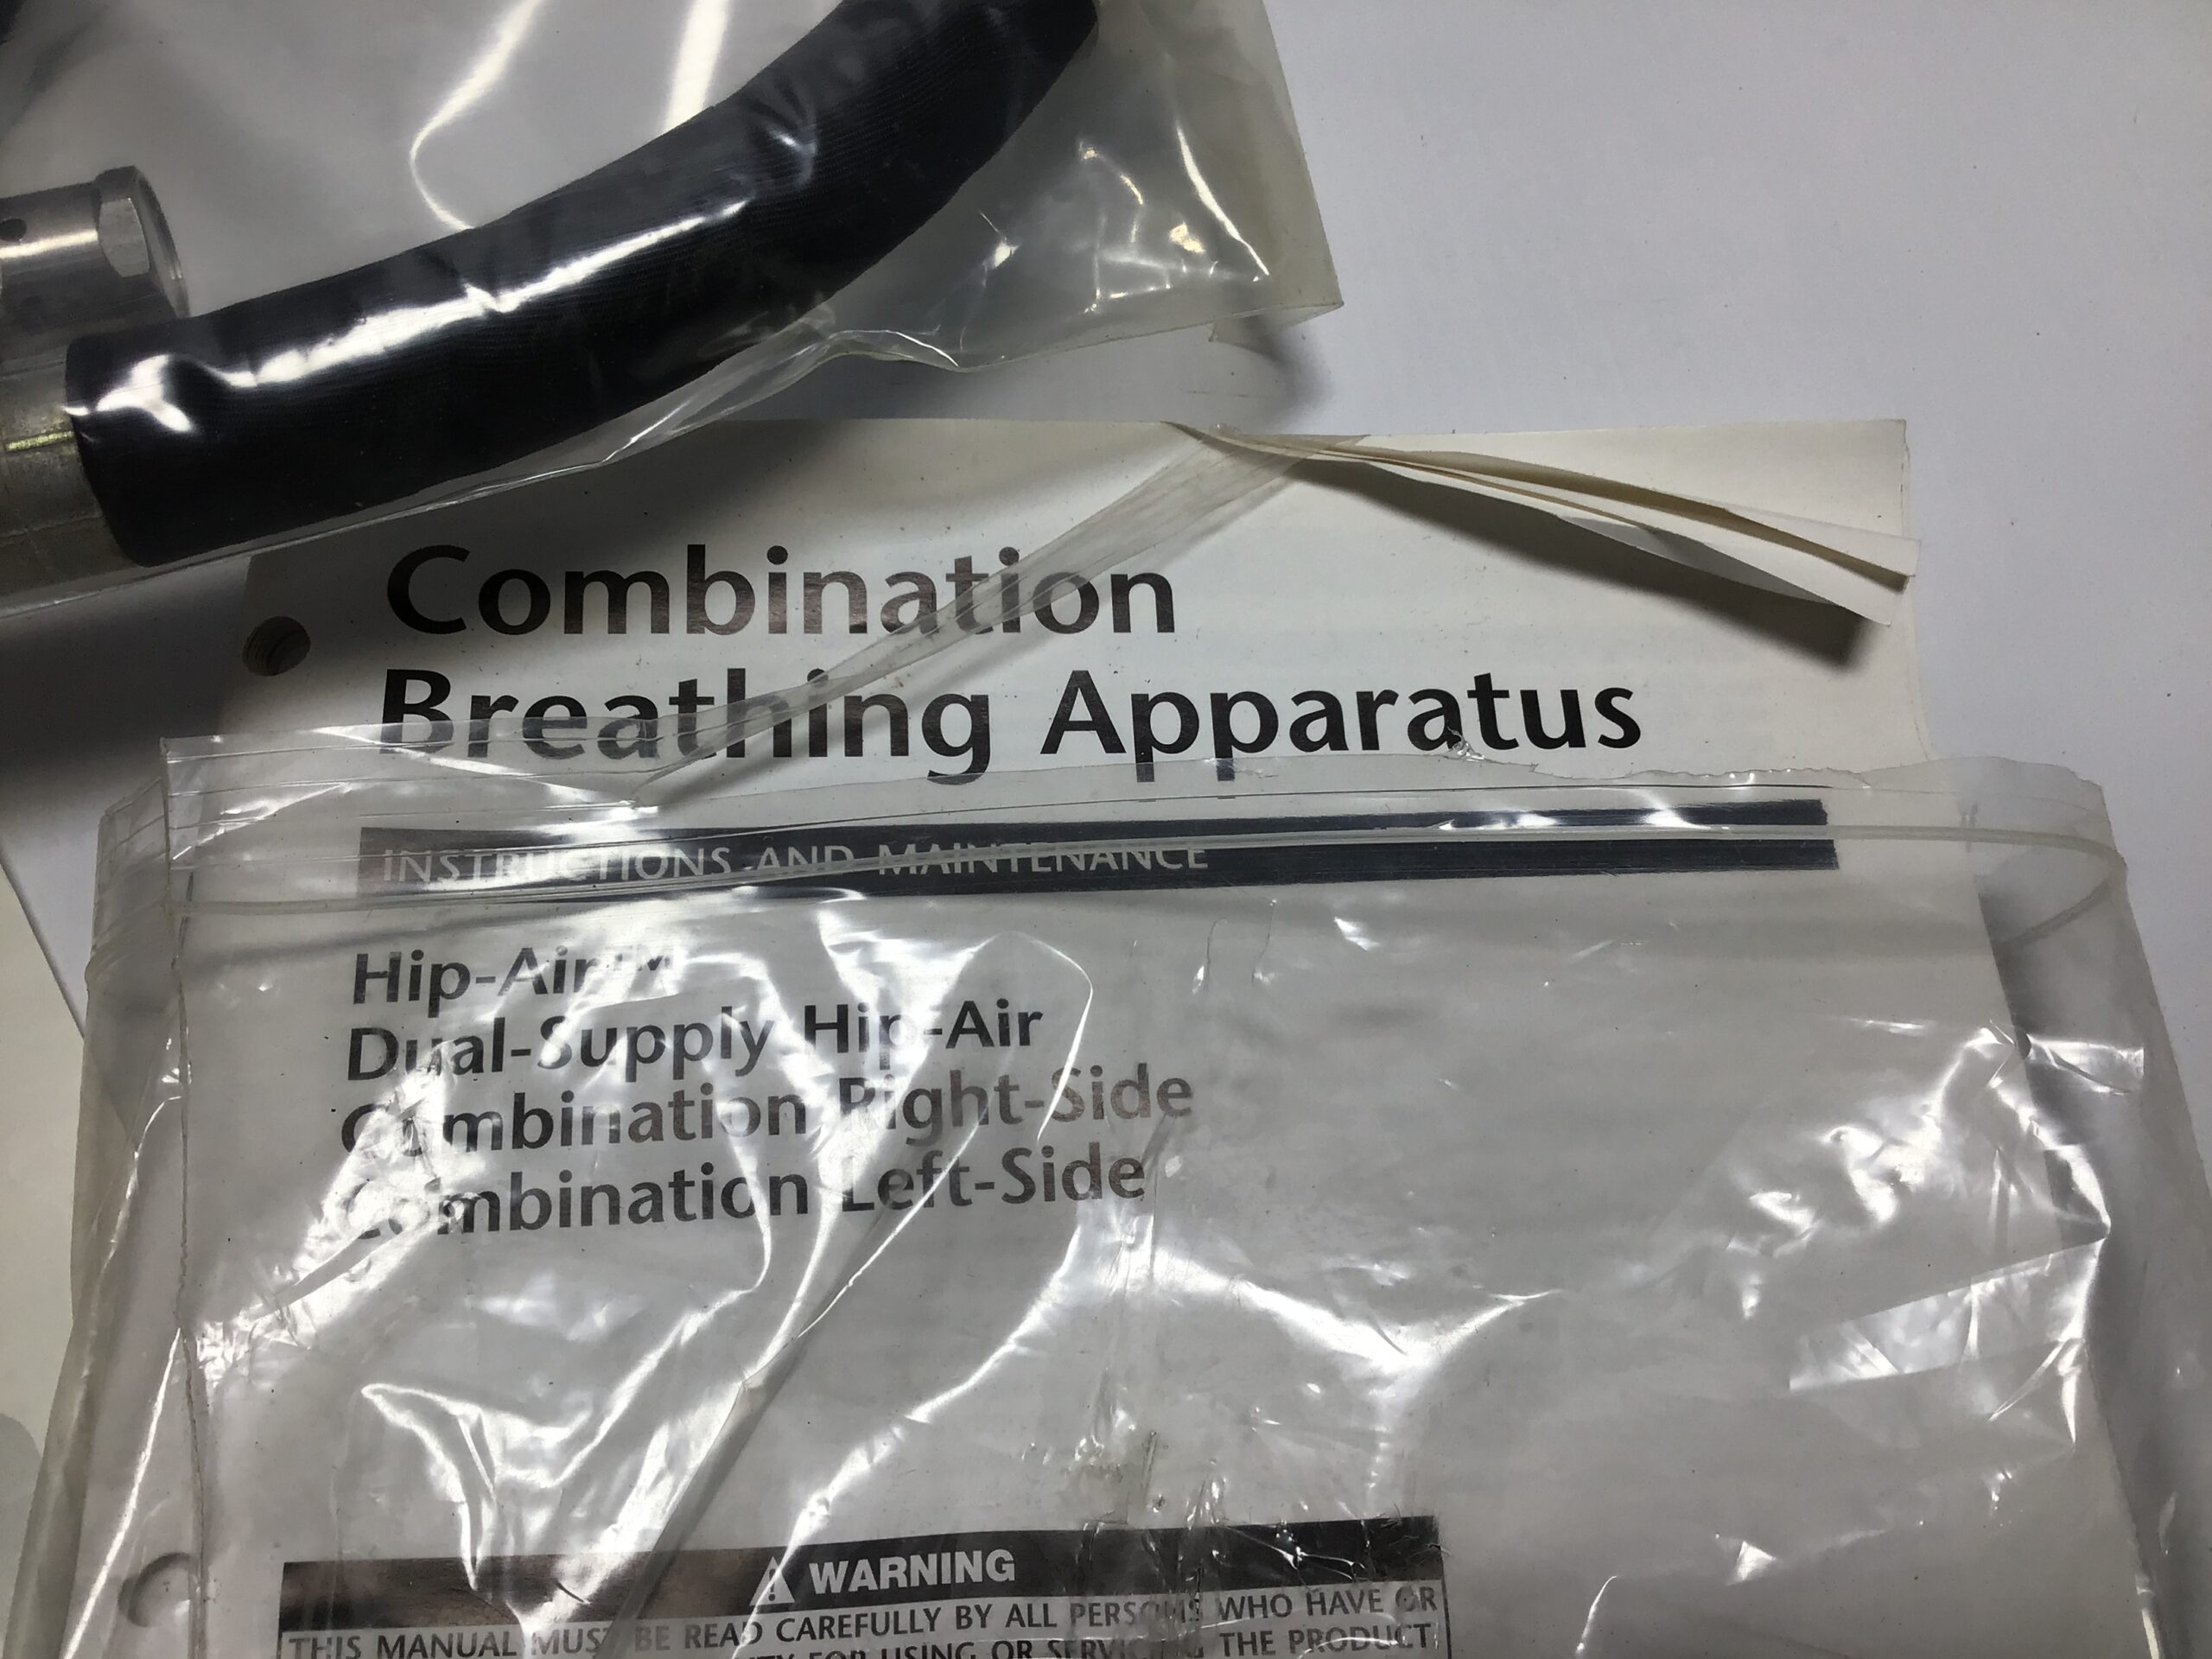 Combination
Breathing Apparatus
INSTRUCTIONS AND MAINTENANCE
Hip-Air™
Dual-Supply Hip-Air
Combination Right-Side
Combination Left-Side
WARNING
THIS MANUAL MUST BE READ CAREFULLY BY ALL PERSONS WHO HAVE OR
FOR USING OR SERVICING THE PRODUCT.